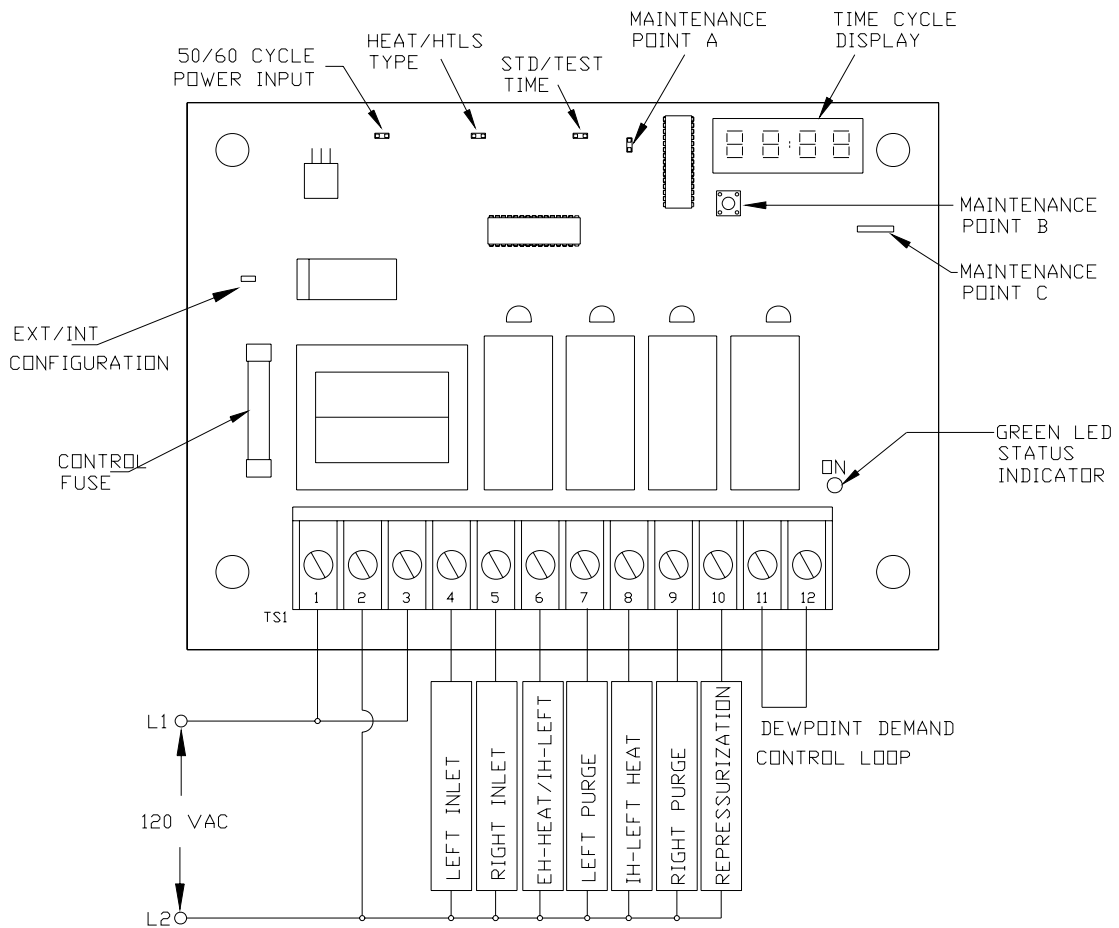 MAINTENANCE
POINT A
TIME CYCLE
DISPLAY
HEAT/HTLS
TYPE
50/60 CYCLE
POWER INPUT
STD/TEST
TIME
88:88
MAINTENANCE
POINT B
MAINTENANCE
POINT C
EXT/INT
CONFIGURATION
CONTROL
FUSE
GREEN LED
STATUS
INDICATOR
ON
1 2 3 4 5 6 7 8 9 10 11 12
TS1
L1
120 VAC
L2
LEFT INLET
RIGHT INLET
EH-HEAT/IH-LEFT
LEFT PURGE
IH-LEFT HEAT
RIGHT PURGE
REPRESSURIZATION
DEWPOINT DEMAND
CONTROL LOOP